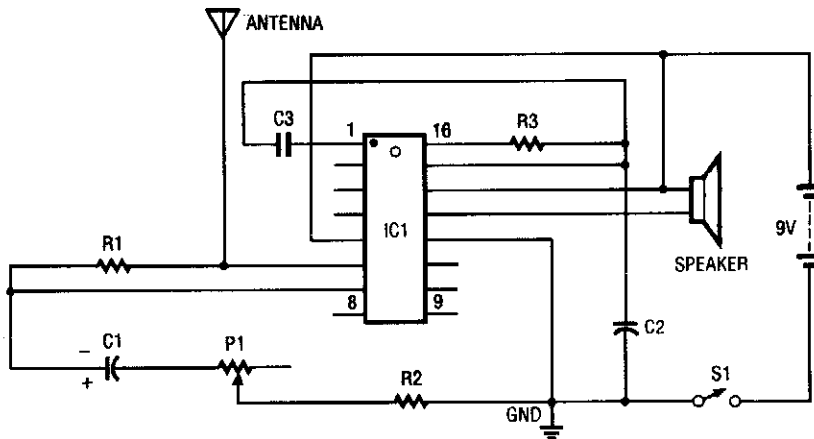 ANTENNA
C3
1
16
R3
IC1
R1
SPEAKER
9V
8
9
C1
P1
C2
−
+
R2
GND
S1